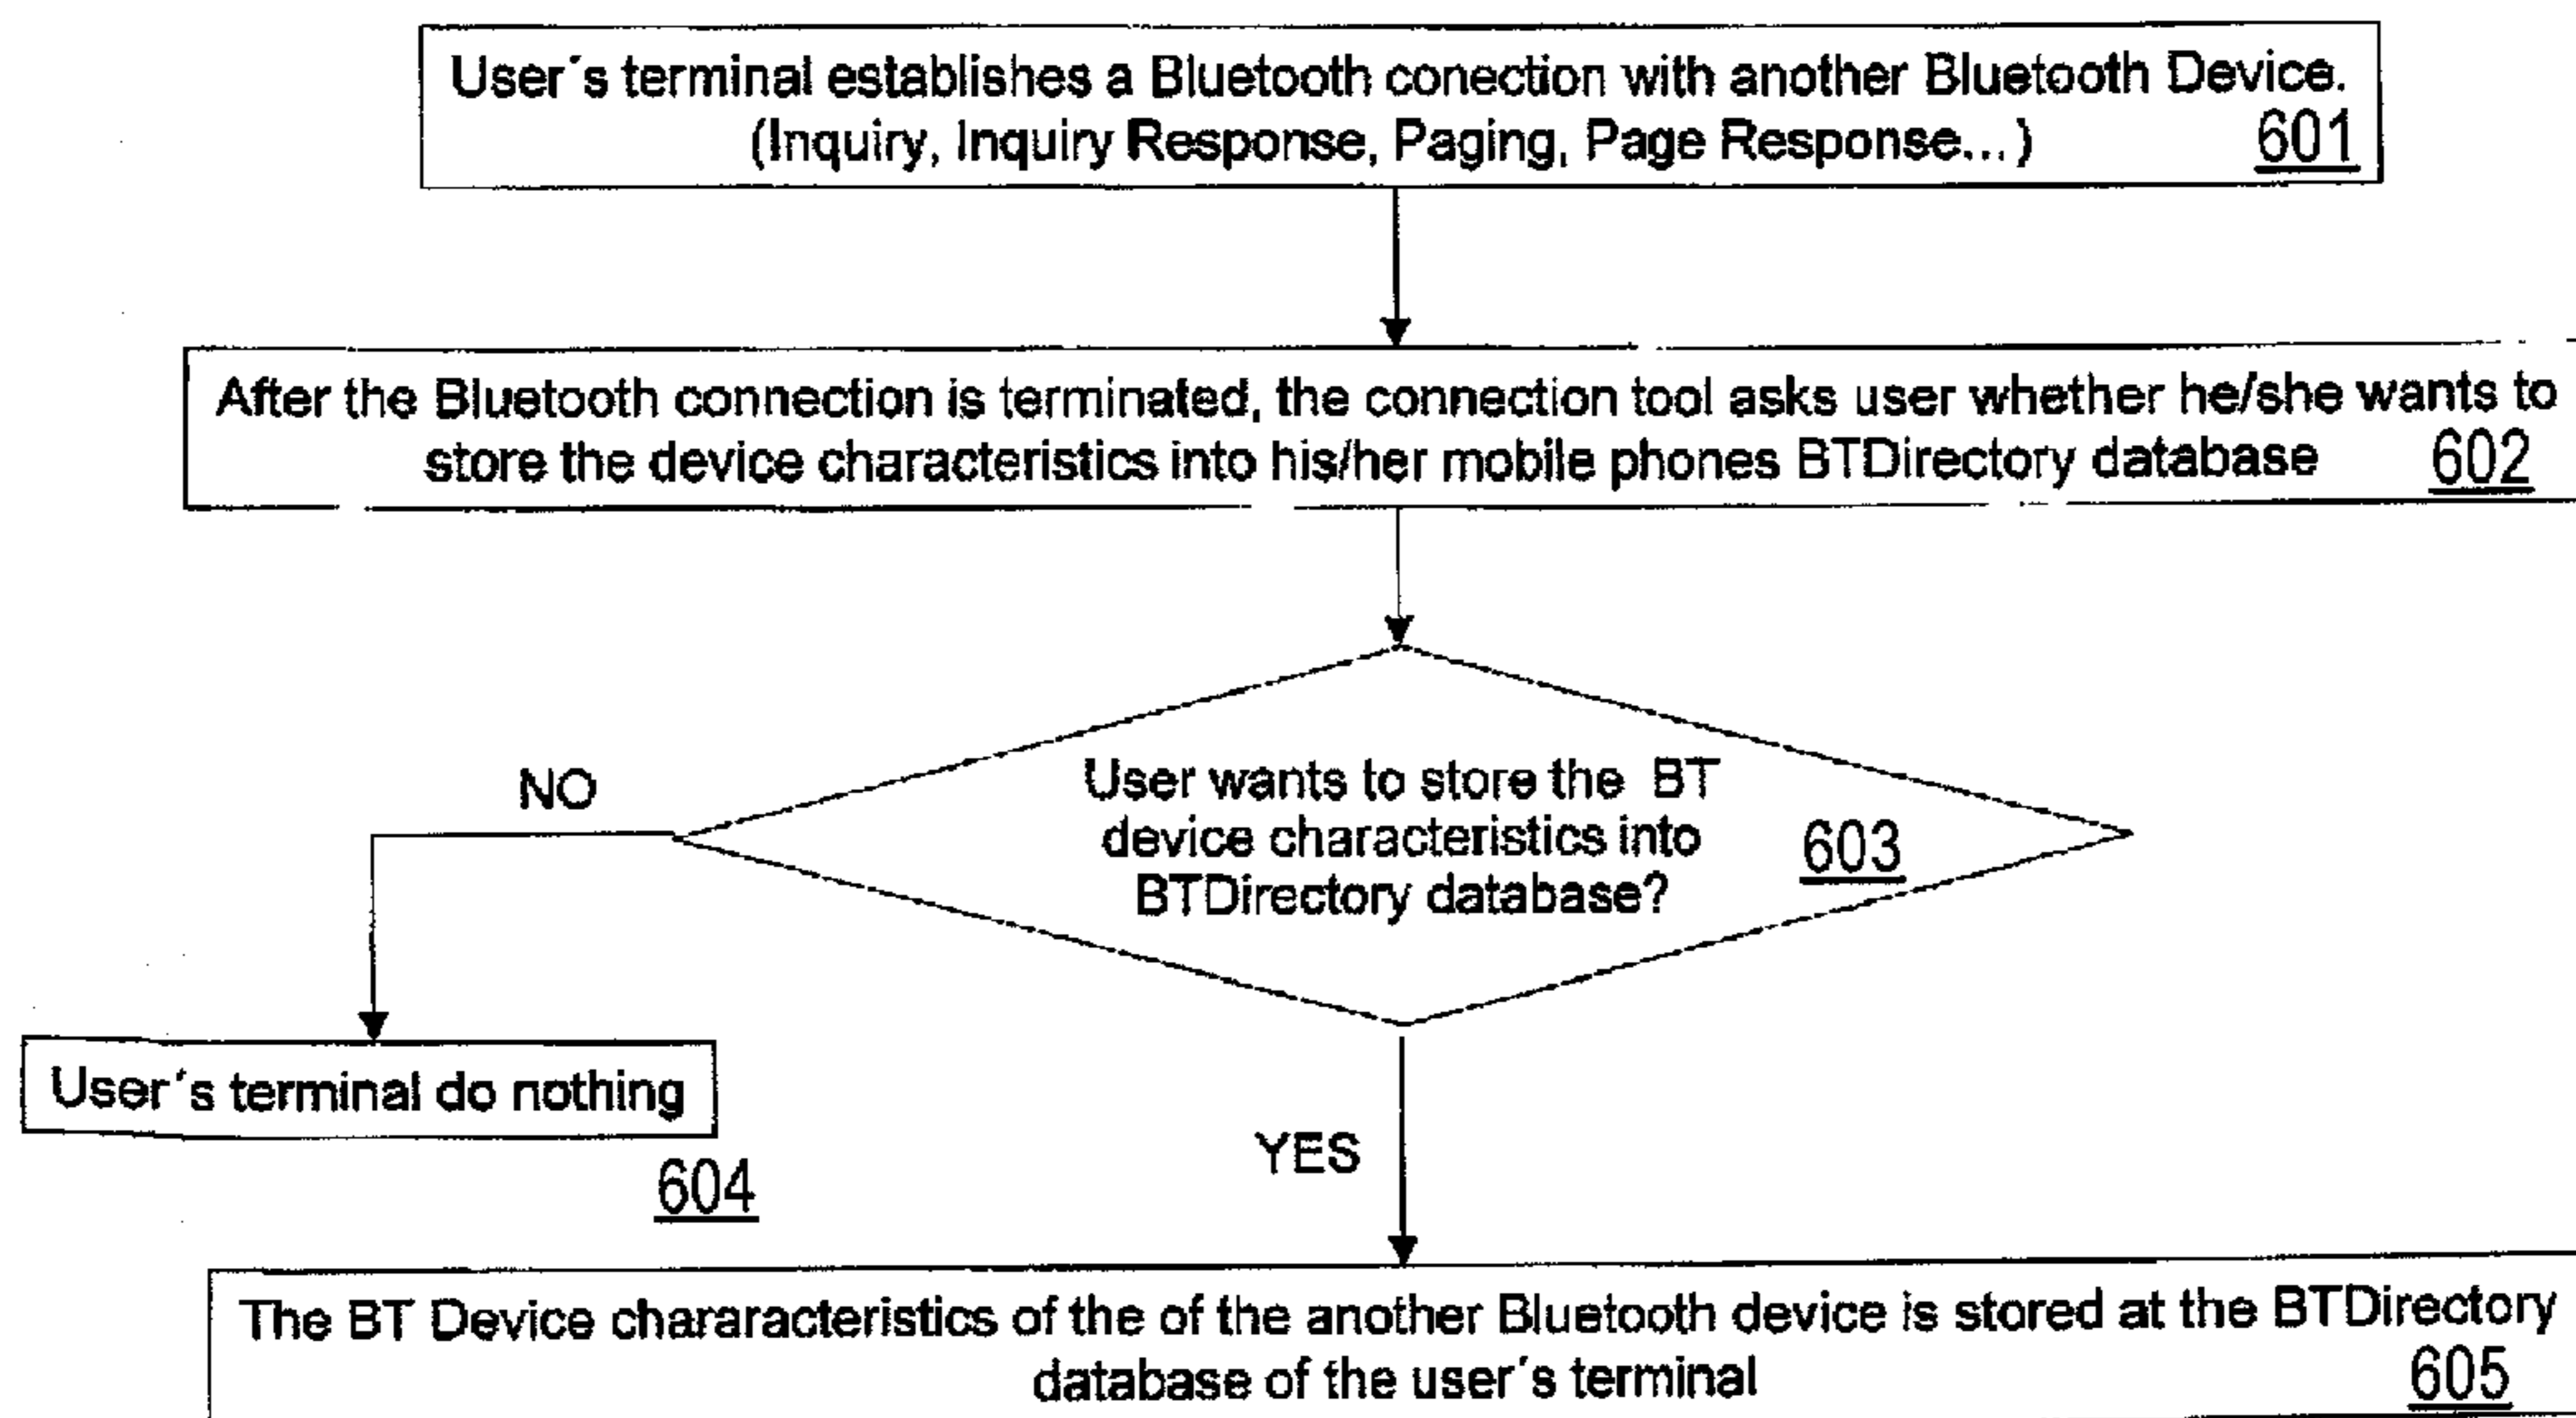 User´s terminal establishes a Bluetooth conection with another Bluetooth Device.
(Inquiry, Inquiry Response, Paging, Page Response...)
601
After the Bluetooth connection is terminated, the connection tool asks user whether he/she wants to
store the device characteristics into his/her mobile phones BTDirectory database
602
User wants to store the BT
device characteristics into
BTDirectory database?
603
NO
User´s terminal do nothing
604
YES
The BT Device chararacteristics of the of the another Bluetooth device is stored at the BTDirectory
database of the user´s terminal
605